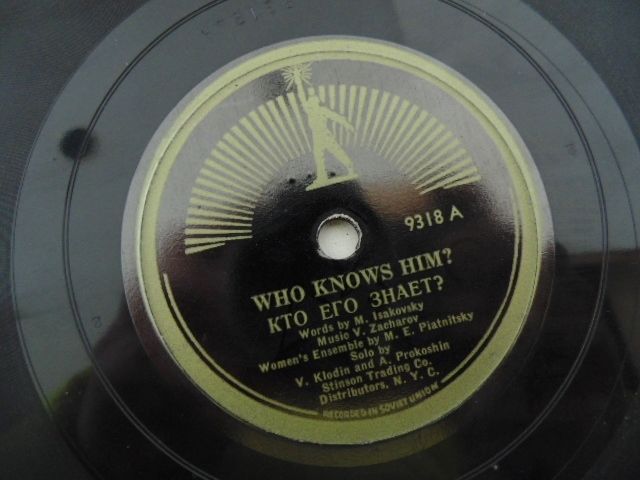 9318 A
WHO KNOWS HIM?
КТО ЕГО ЗНАЕТ?
Words by M. Isakovsky
Music V. Zacharov
Women's Ensemble by M. E. Piatnitsky
Solo by
V. Klodin and A. Prokoshin
Stinson Trading Co.
Distributors, N. Y. C.
RECORDED IN SOVIET UNION